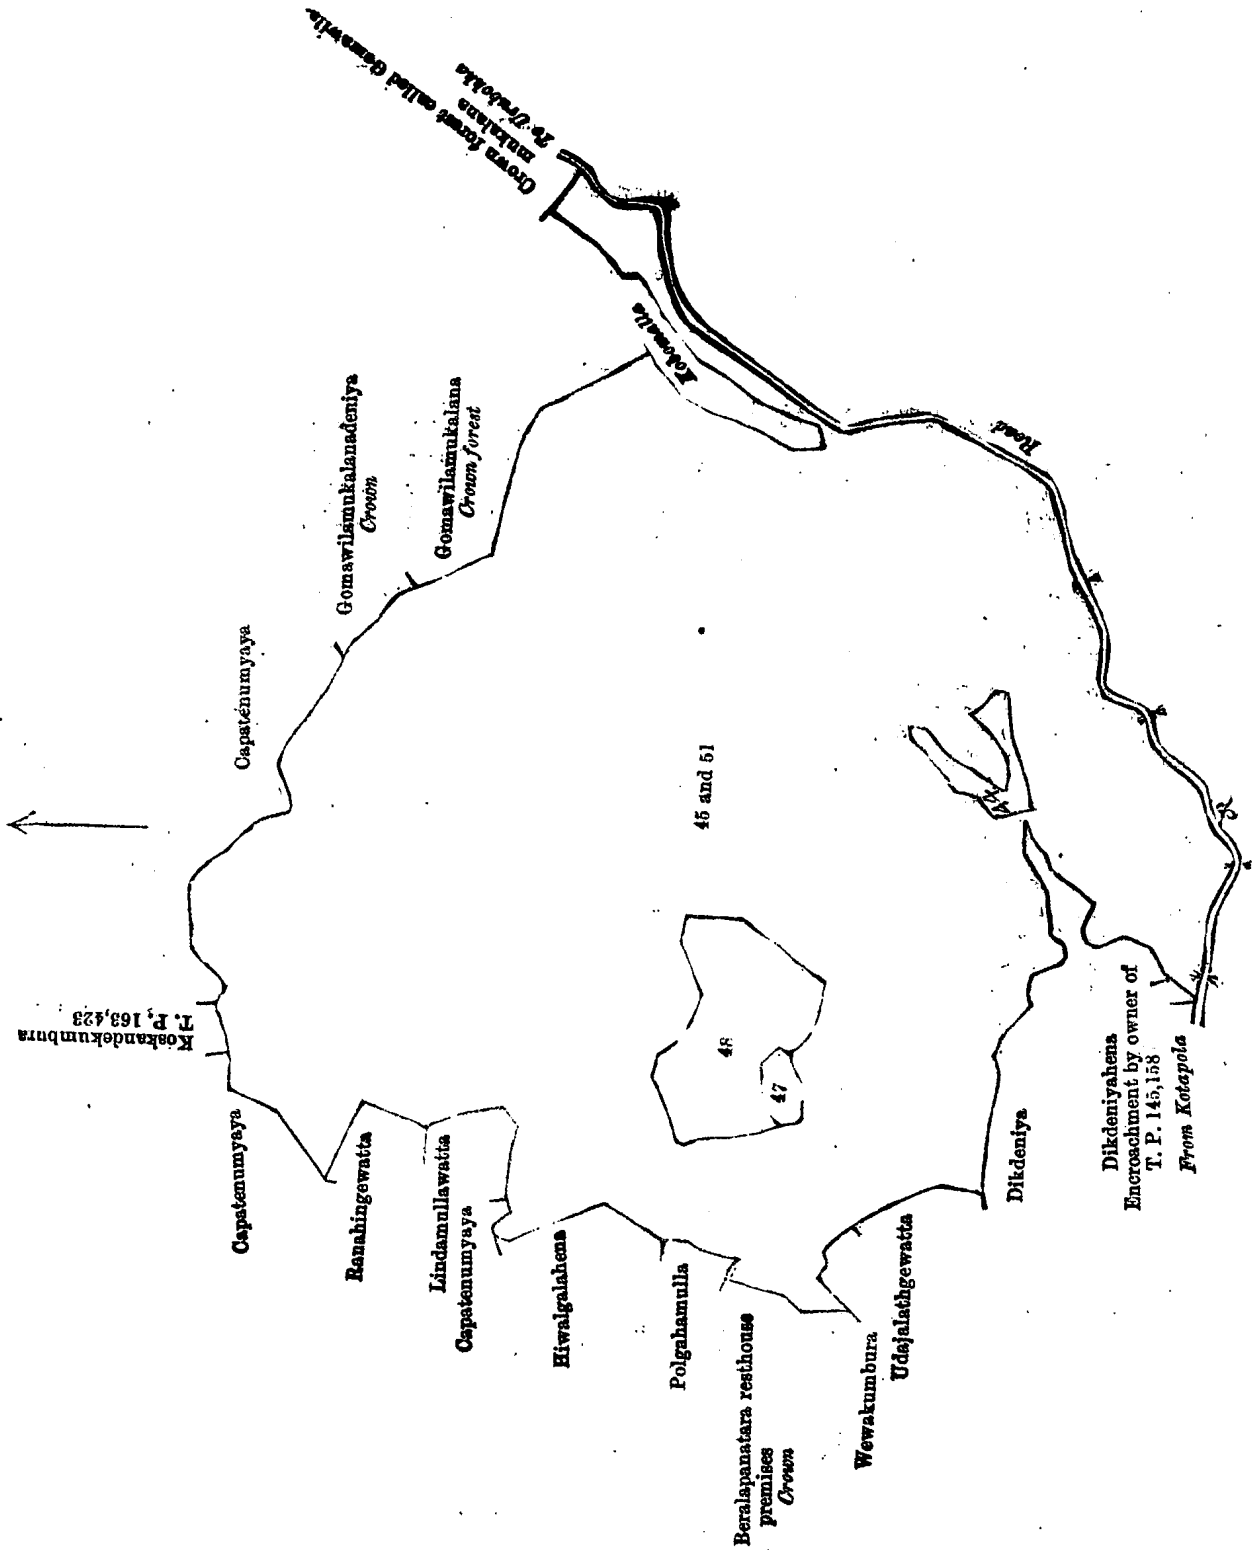 Crown forest called Gomawila
mukalana
To Urubokka
Kobomalla
Road
Gomawilamukalanadeniya
Crown
Gomawilamukalana
Crown forest
Capatenumyaya
Koskandekumbura
T. P. 163,423
Capatenumyaya
Ranahingewatta
Lindamullawatta
Capatenumyaya
Hiwalgalahena
Polgahamulla
Beralapanatara resthouse
premises
Crown
Wewakumbura
Udajalathgewatta
Dikdeniya
Dikdeniyahena
Encroachment by owner of
T. P. 145,158
From Kotapola
45 and 51
48
47
44